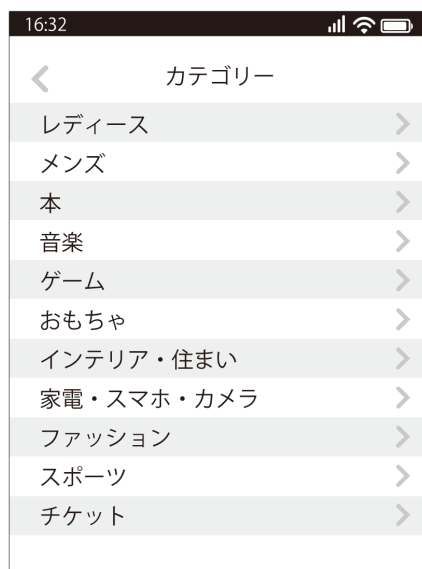 16:32
カテゴリー
レディース
メンズ
本
音楽
ゲーム
おもちゃ
インテリア・住まい
家電・スマホ・カメラ
ファッション
スポーツ
チケット